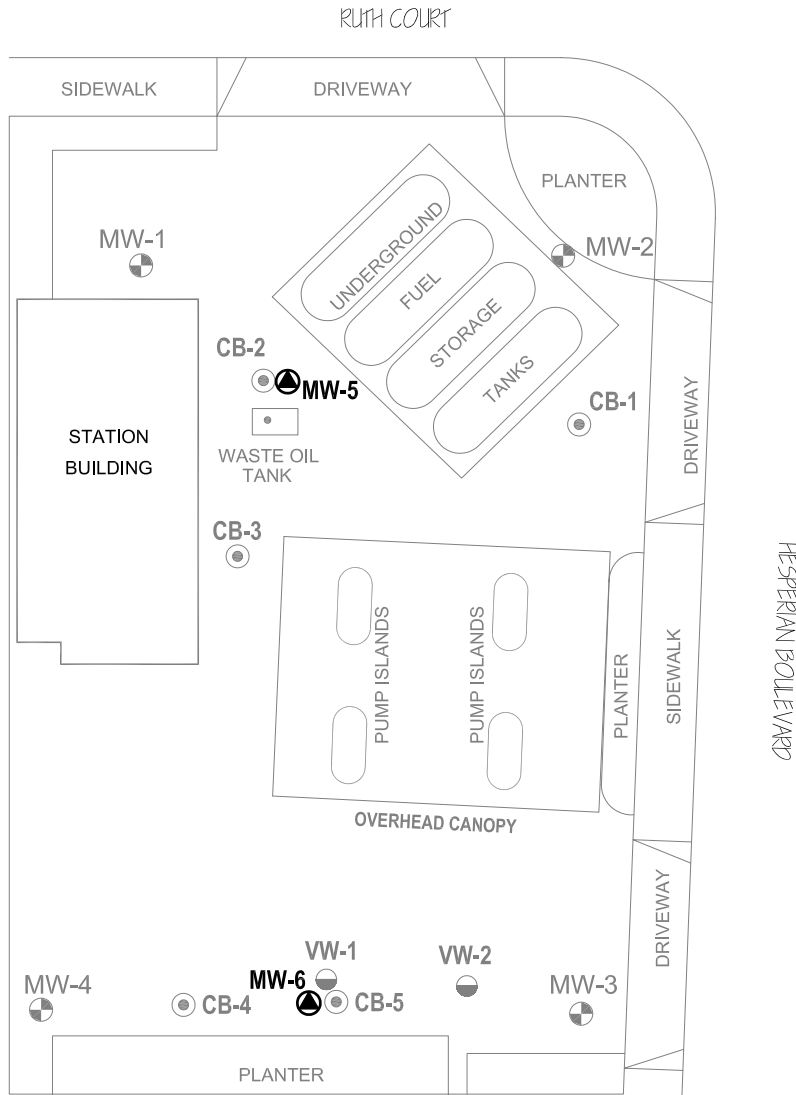 RUTH COURT
SIDEWALK
DRIVEWAY
PLANTER
MW-1
MW-2
UNDERGROUND
FUEL
STORAGE
TANKS
CB-2
MW-5
CB-1
STATION
BUILDING
WASTE OIL
TANK
DRIVEWAY
CB-3
HESPERIAN BOULEVARD
PUMP ISLANDS
PUMP ISLANDS
PLANTER
SIDEWALK
OVERHEAD CANOPY
DRIVEWAY
VW-1
VW-2
MW-6
MW-4
CB-4
CB-5
MW-3
PLANTER